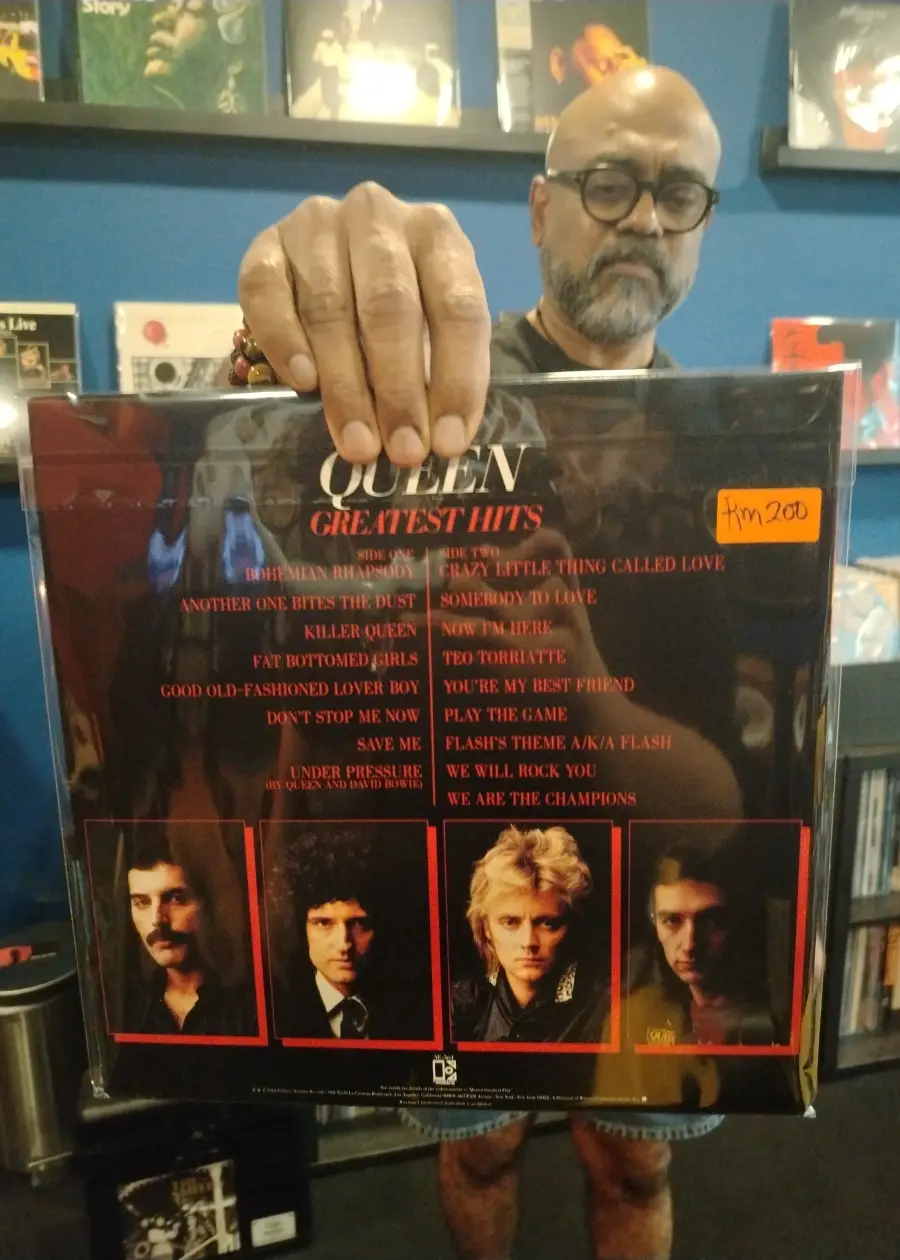 Story
s Live
QUEEN
GREATEST HITS
RM 200
SIDE ONE
BOHEMIAN RHAPSODY
ANOTHER ONE BITES THE DUST
KILLER QUEEN
FAT BOTTOMED GIRLS
GOOD OLD-FASHIONED LOVER BOY
DON'T STOP ME NOW
SAVE ME
UNDER PRESSURE
(BY QUEEN AND DAVID BOWIE)
SIDE TWO
CRAZY LITTLE THING CALLED LOVE
SOMEBODY TO LOVE
NOW I'M HERE
TEO TORRIATTE
YOU'RE MY BEST FRIEND
PLAY THE GAME
FLASH'S THEME A/K/A FLASH
WE WILL ROCK YOU
WE ARE THE CHAMPIONS